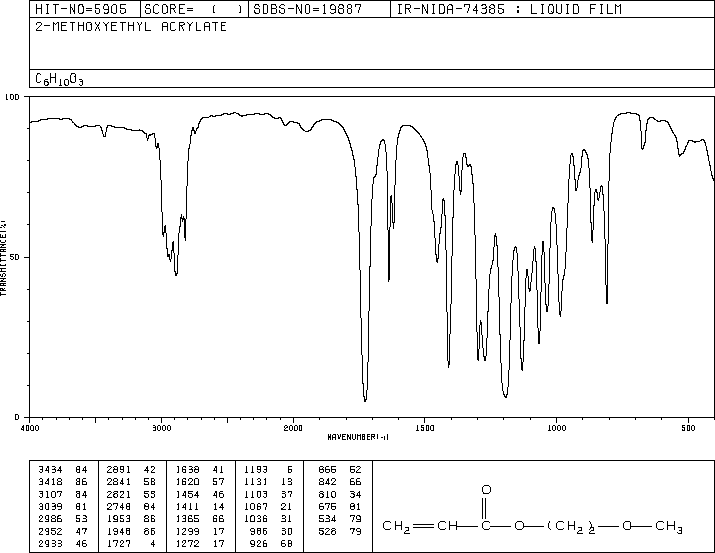 HIT-NO=5905 SCORE= ( ) SDBS-NO=19887 IR-NIDA-74385 : LIQUID FILM
2-METHOXYETHYL ACRYLATE
C6H10O3
100
50
0
TRANSMITTANCE(%)
4000 3000 2000 1500 1000 500
WAVENUMBER(-1)
3434 84 2891 42 1638 41 1193 6 866 52
3418 86 2841 58 1620 57 1131 13 842 66
3107 84 2821 55 1454 46 1103 37 810 34
3039 81 2748 84 1411 14 1067 21 675 81
2986 53 1953 86 1365 66 1036 31 534 79
2952 47 1948 86 1299 17 986 30 528 79
2933 46 1727 4 1272 17 926 68
O
CH2 CH C O (CH2)2 O CH3